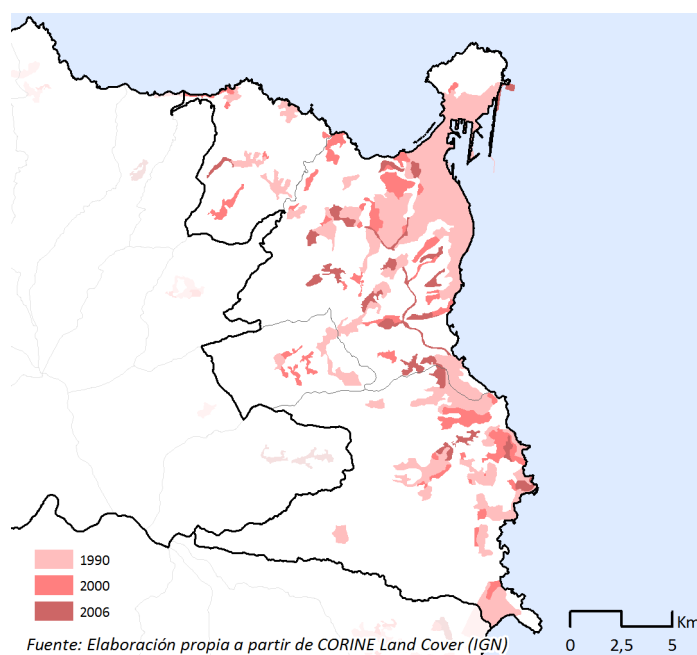 1990
2000
2006
Fuente: Elaboración propia a partir de CORINE Land Cover (IGN)
Km
0 2,5 5